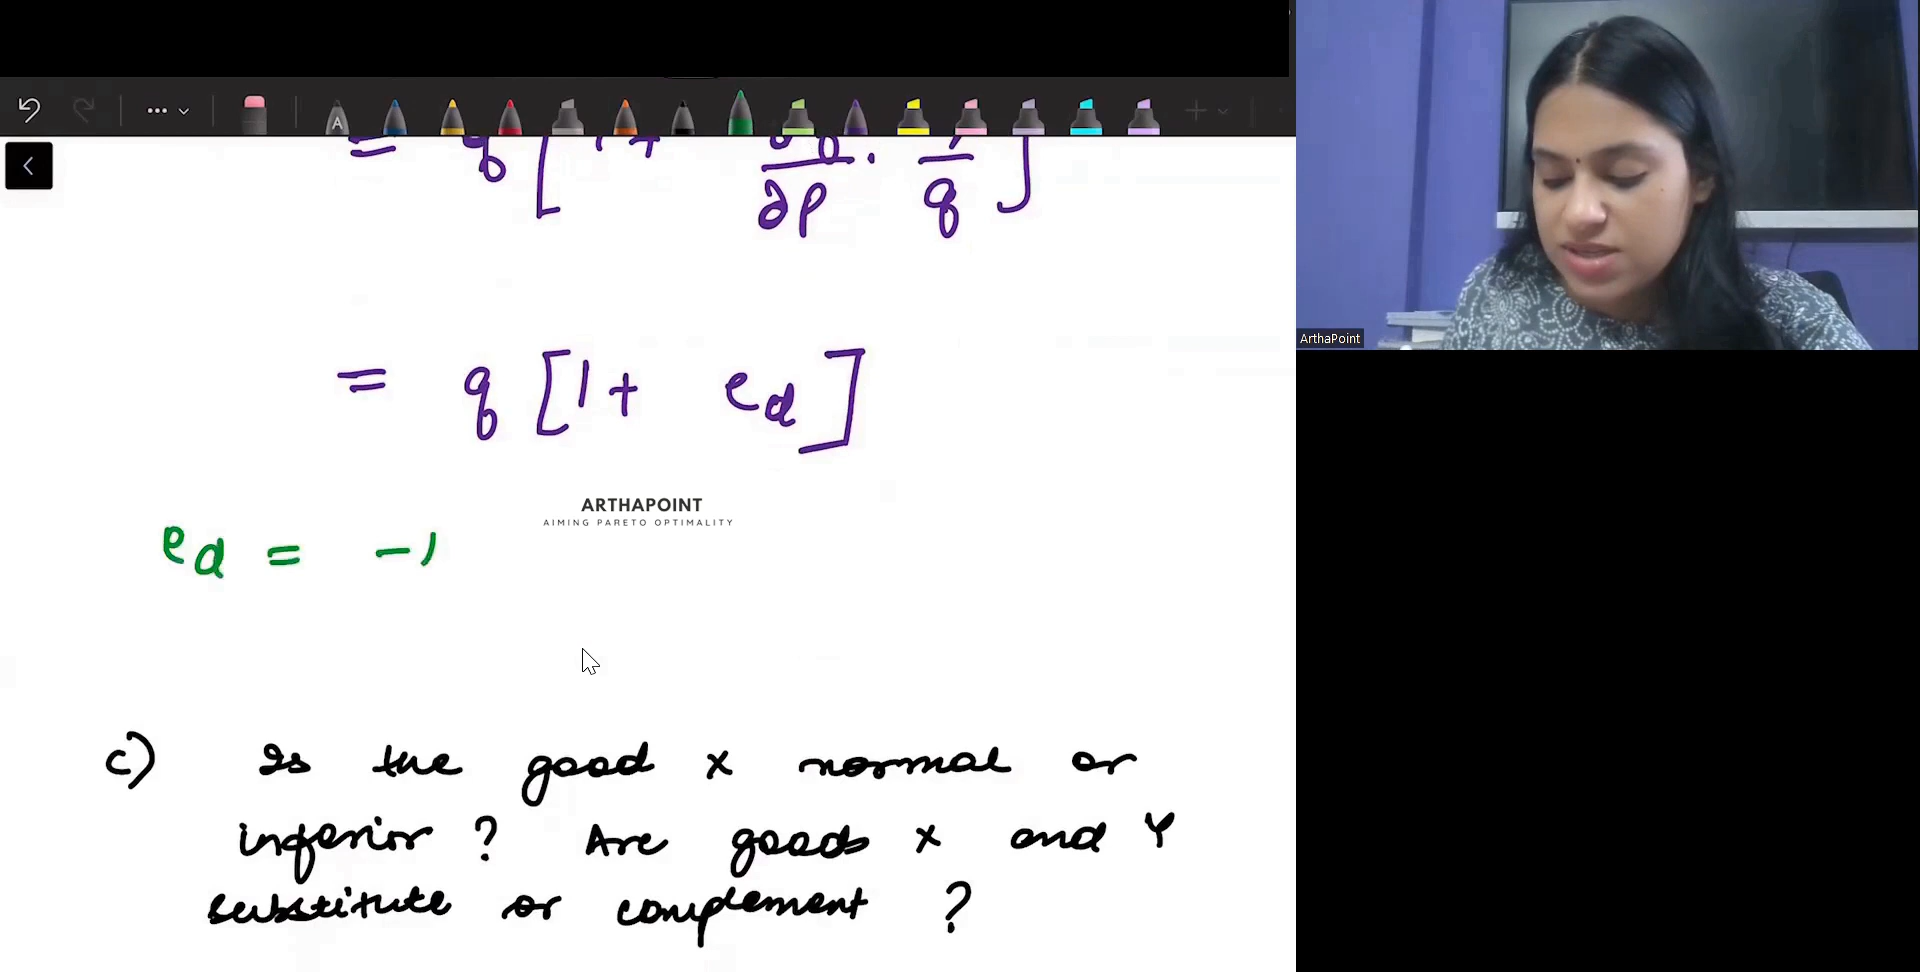 = q [ 1 + ∂q/∂p . p/q ]
= q [ 1 + ed ]
ARTHAPOINT
AIMING PARETO OPTIMALITY
ed = -1
c) Is the good x normal or
inferior ? Are goods x and Y
substitute or complement ?
A
ArthaPoint